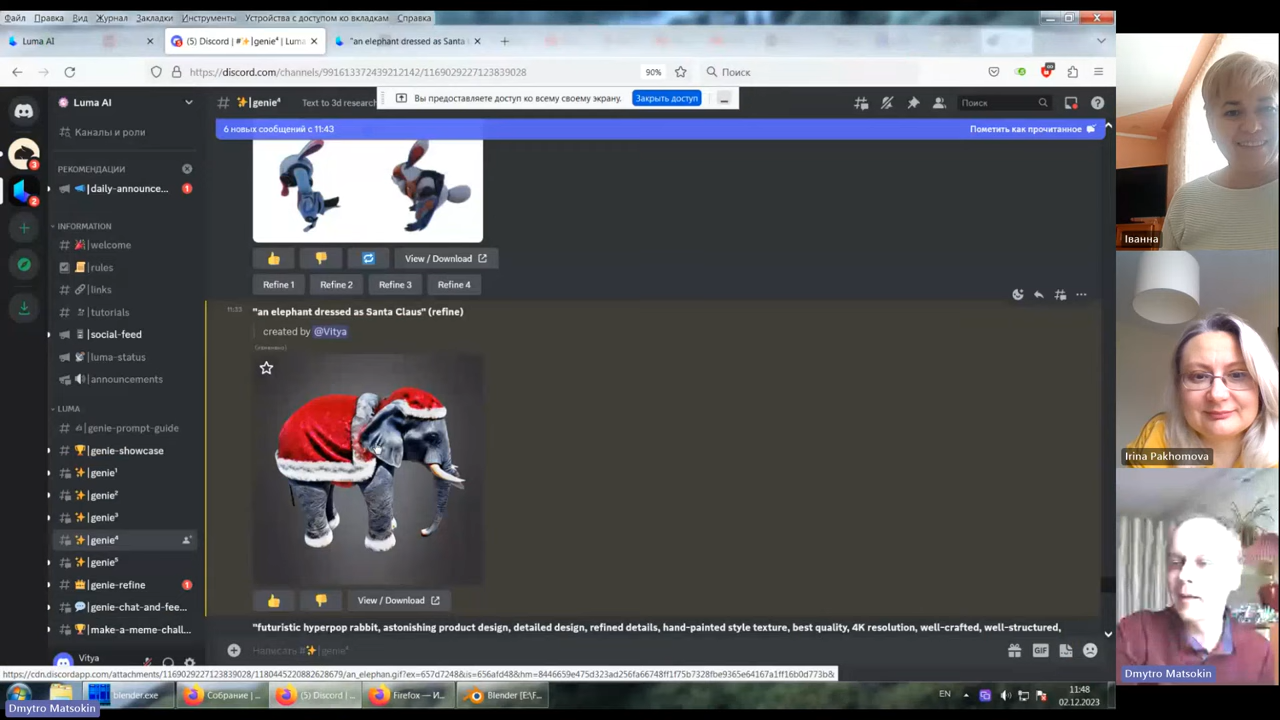 Файл Правка Вид Журнал Закладки Инструменты Устройства с доступом ко вкладкам Справка
Luma AI
(5) Discord | #✨|genie⁴ | Luma
"an elephant dressed as Santa
https://discord.com/channels/991613372439212142/1169029227123839028
90%
Поиск
Luma AI
✨|genie⁴
Text to 3d research
Вы предоставляете доступ ко всему своему экрану.
Закрыть доступ
Поиск
6 новых сообщений с 11:43
Пометить как прочитанное
Каналы и роли
РЕКОМЕНДАЦИИ
|daily-announce...
1
INFORMATION
|welcome
|rules
|links
|tutorials
|social-feed
|luma-status
|announcements
LUMA
|genie-prompt-guide
|genie-showcase
|genie¹
|genie²
|genie³
|genie⁴
|genie⁵
|genie-refine
1
|genie-chat-and-fee...
|make-a-meme-chall...
Vitya
3
2
View / Download
Refine 1
Refine 2
Refine 3
Refine 4
11:33
"an elephant dressed as Santa Claus" (refine)
created by @Vitya
(изменено)
View / Download
"futuristic hyperpop rabbit, astonishing product design, detailed design, refined details, hand-painted style texture, best quality, 4K resolution, well-crafted, well-structured,
Написать #✨|genie⁴
GIF
blender.exe
Собрание |...
(5) Discord |...
Firefox — И...
Blender [E:\F...
EN
11:48
02.12.2023
Dmytro Matsokin
Іванна
Irina Pakhomova
Dmytro Matsokin